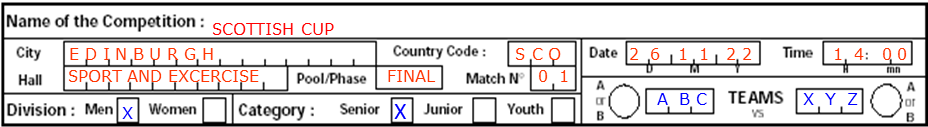 Name of the Competition : SCOTTISH CUP
City EDINBURGH Country Code : SCO Date 26 11 22 Time 14:00
D M Y H mn
Hall SPORT AND EXCERCISE Pool/Phase FINAL Match Nº 01
Division : Men X Women Category : Senior X Junior Youth
A or B ABC TEAMS VS XYZ A or B